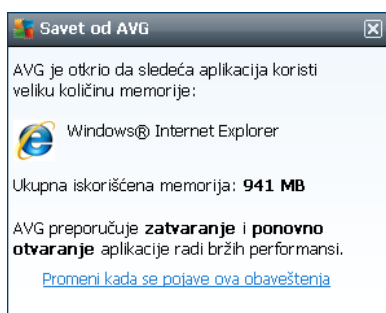 Savet od AVG
AVG je otkrio da sledeća aplikacija koristi
veliku količinu memorije:
Windows® Internet Explorer
Ukupna iskorišćena memorija: 941 MB
AVG preporučuje zatvaranje i ponovno
otvaranje aplikacije radi bržih performansi.
Promeni kada se pojave ova obaveštenja